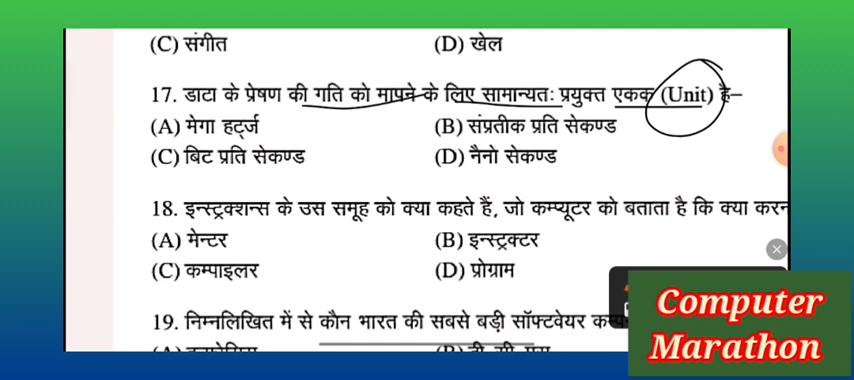 (C) संगीत (D) खेल
17. डाटा के प्रेषण की गति को मापने के लिए सामान्यतः प्रयुक्त एकक (Unit) है–
(A) मेगा हर्ट्ज (B) संप्रतीक प्रति सेकण्ड
(C) बिट प्रति सेकण्ड (D) नैनो सेकण्ड
18. इन्स्ट्रक्शन्स के उस समूह को क्या कहते हैं, जो कम्प्यूटर को बताता है कि क्या
(A) मेन्टर (B) इन्स्ट्रक्टर
(C) कम्पाइलर (D) प्रोग्राम
19. निम्नलिखित में से कौन भारत की सबसे बड़ी सॉफ्टवेयर
Computer
Marathon